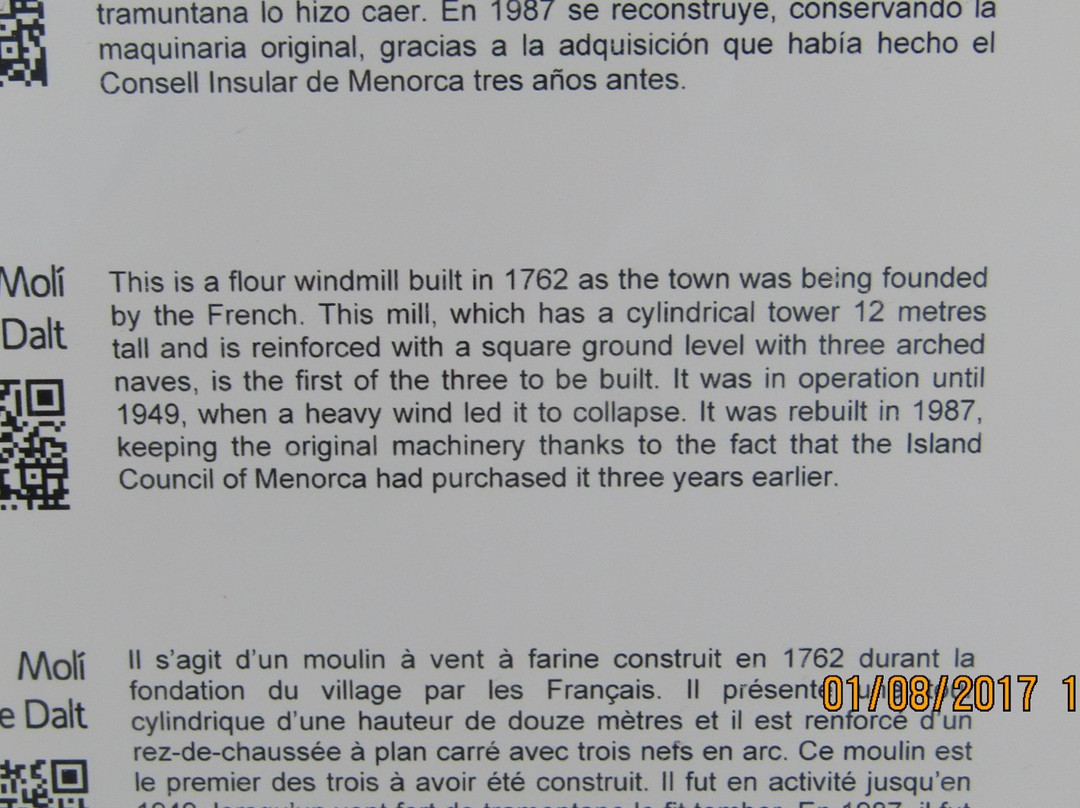 tramuntana lo hizo caer. En 1987 se reconstruye, conservando la
maquinaria original, gracias a la adquisición que había hecho el
Consell Insular de Menorca tres años antes.
Molí
Dalt
This is a flour windmill built in 1762 as the town was being founded
by the French. This mill, which has a cylindrical tower 12 metres
tall and is reinforced with a square ground level with three arched
naves, is the first of the three to be built. It was in operation until
1949, when a heavy wind led it to collapse. It was rebuilt in 1987,
keeping the original machinery thanks to the fact that the Island
Council of Menorca had purchased it three years earlier.
Molí
e Dalt
Il s'agit d'un moulin à vent à farine construit en 1762 durant la
fondation du village par les Français. Il présente une tour
cylindrique d'une hauteur de douze mètres et il est renforcé d'un
rez-de-chaussée à plan carré avec trois nefs en arc. Ce moulin est
le premier des trois à avoir été construit. Il fut en activité jusqu'en
01/08/2017 1